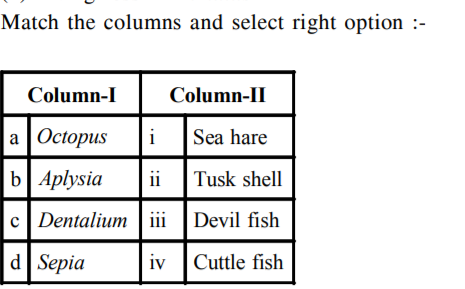 Match the columns and select right option :-
Column-I Column-II
a Octopus i Sea hare
b Aplysia ii Tusk shell
c Dentalium iii Devil fish
d Sepia iv Cuttle fish